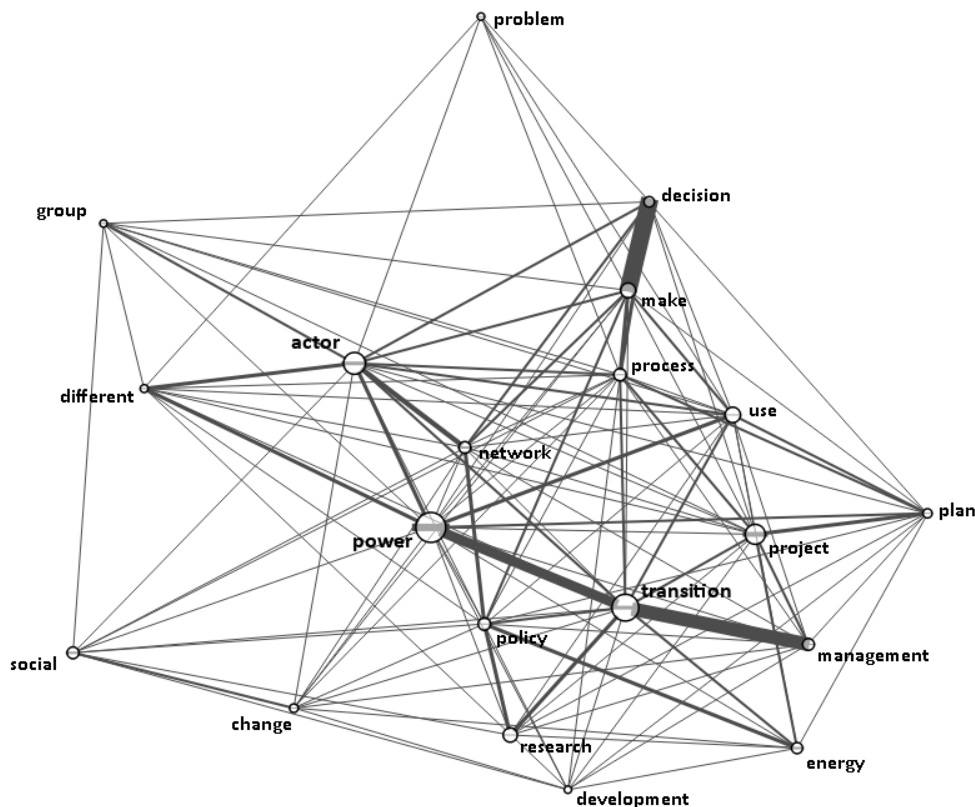 problem
decision
group
make
actor
process
different
use
network
plan
power
project
transition
policy
management
social
change
research
energy
development